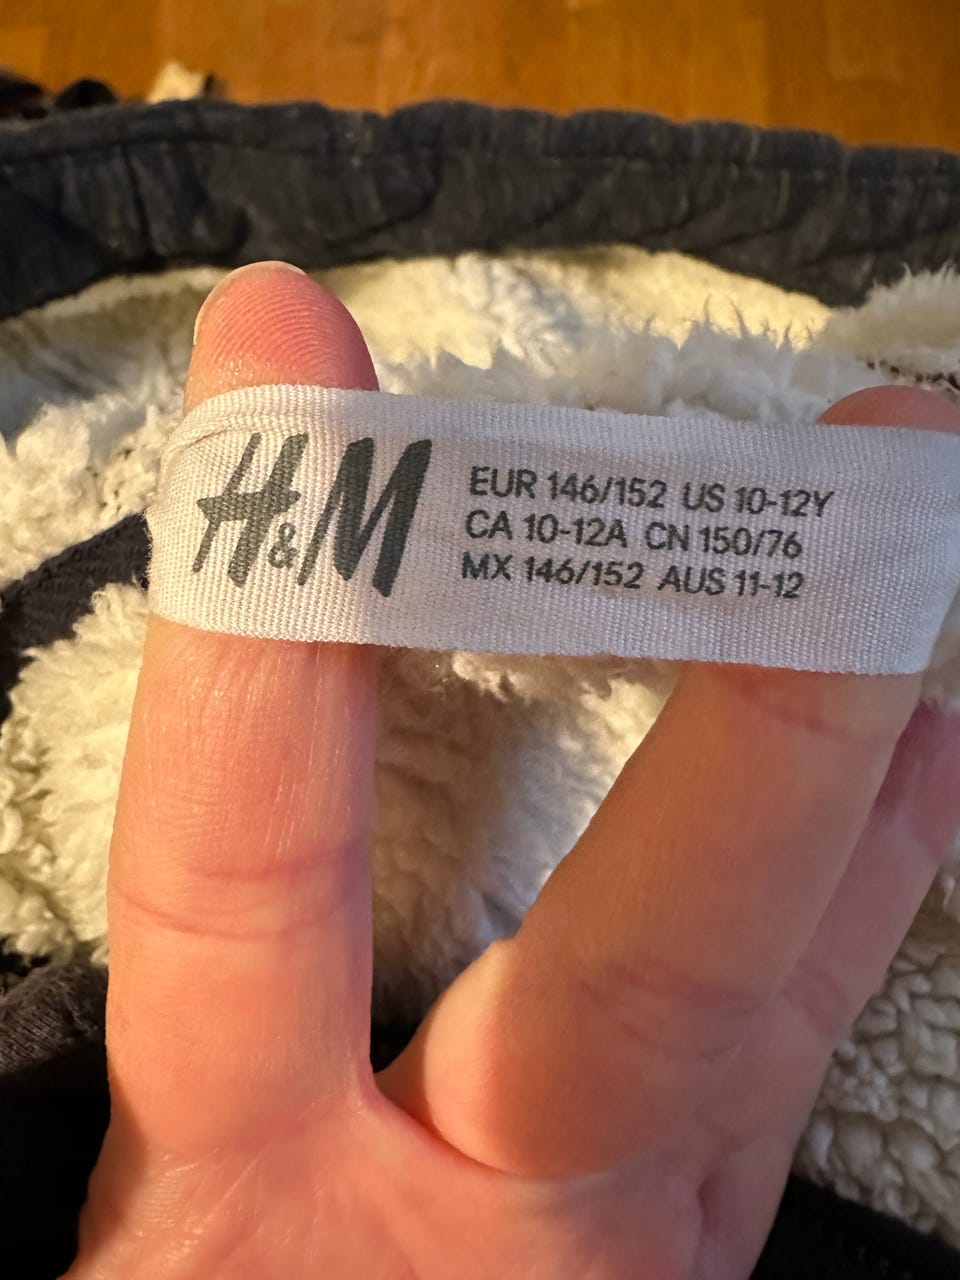 H&M
EUR 146/152 US 10-12Y
CA 10-12A CN 150/76
MX 146/152 AUS 11-12